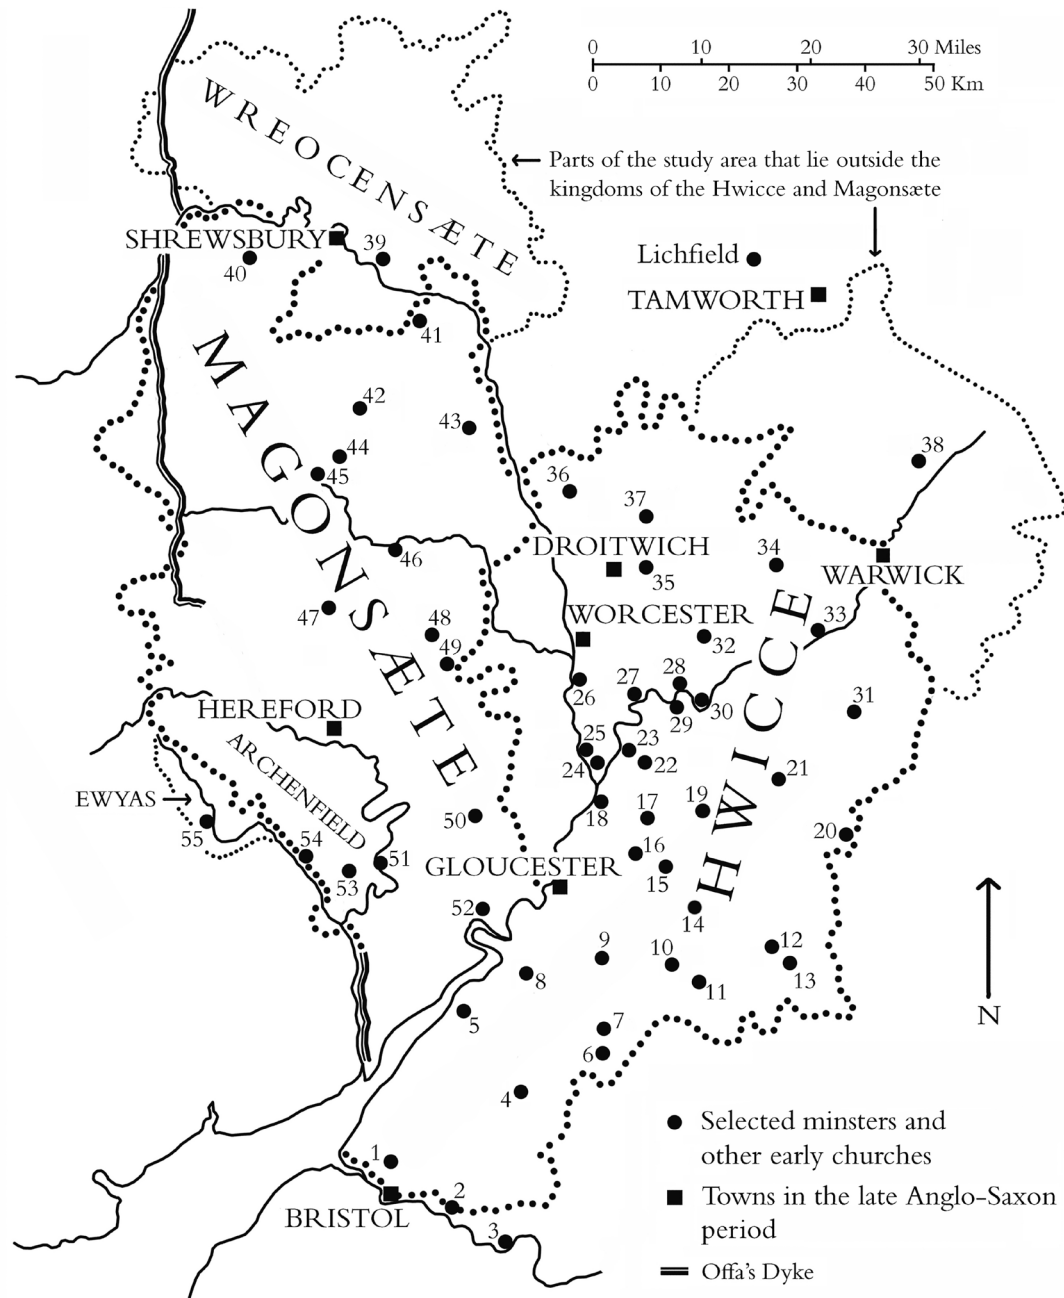 0 10 20 30 Miles
0 10 20 30 40 50 Km
WREOCENSÆTE
Parts of the study area that lie outside the
kingdoms of the Hwicce and Magonsæte
SHREWSBURY
39
40
Lichfield
TAMWORTH
41
MAGONSÆTE
42
43
44
45
38
36
37
46
DROITWICH
34
35
WARWICK
47
48
49
WORCESTER
32
33
HWICCE
26
27
28
29
30
31
HEREFORD
ARCHENFIELD
25
24
23
22
21
EWYAS
55
54
53
51
50
18
17
19
20
GLOUCESTER
16
15
52
14
9
10
11
12
13
8
5
7
6
N
4
1
2
BRISTOL
3
Selected minsters and
other early churches
Towns in the late Anglo-Saxon
period
Offa's Dyke